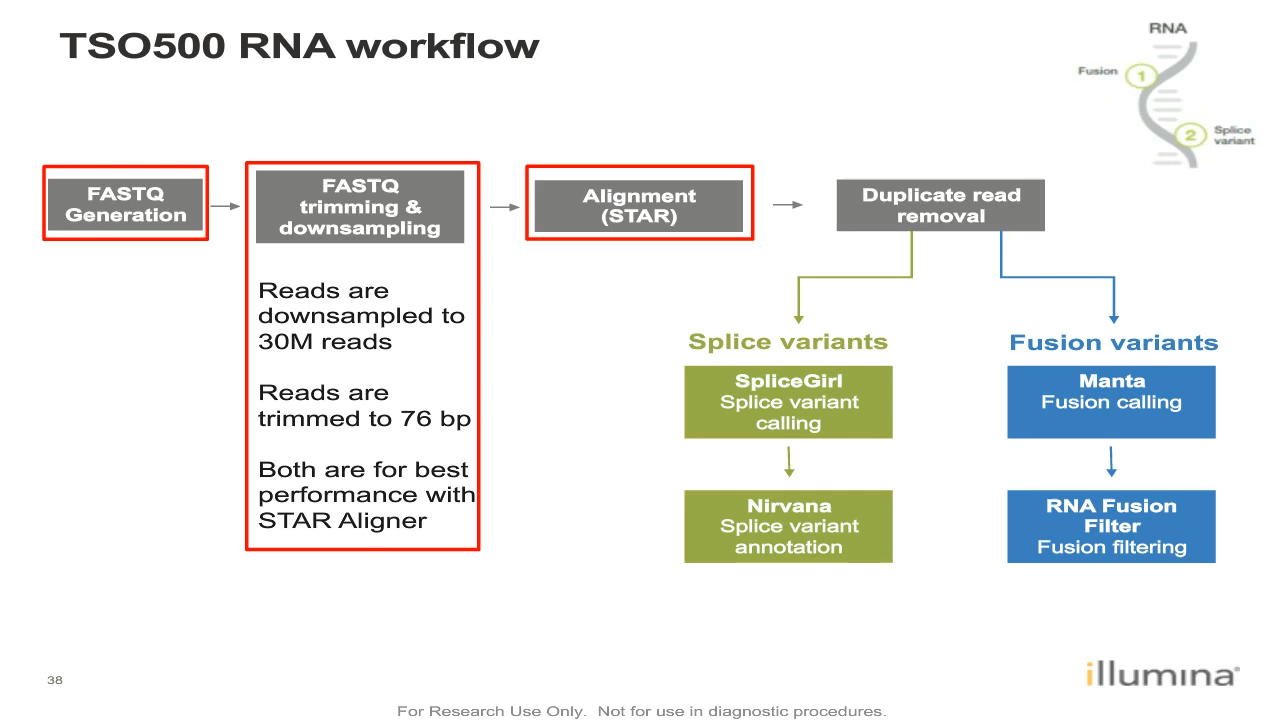 TSO500 RNA workflow
RNA
Fusion
1
2
Splice
variant
FASTQ
Generation
FASTQ
trimming &
downsampling
Alignment
(STAR)
Duplicate read
removal
Reads are
downsampled to
30M reads
Reads are
trimmed to 76 bp
Both are for best
performance with
STAR Aligner
Splice variants
SpliceGirl
Splice variant
calling
Nirvana
Splice variant
annotation
Fusion variants
Manta
Fusion calling
RNA Fusion
Filter
Fusion filtering
38
illumina®
For Research Use Only. Not for use in diagnostic procedures.